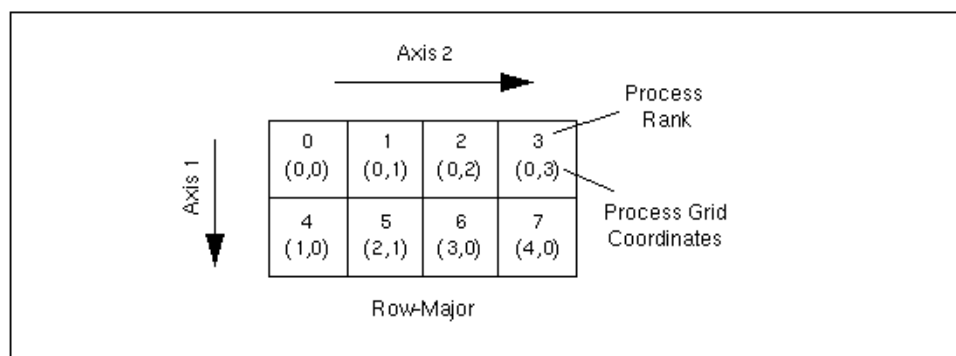 Axis 2
Process
Rank
Axis 1
0 1 2 3
(0,0) (0,1) (0,2) (0,3)
Process Grid
Coordinates
4 5 6 7
(1,0) (2,1) (3,0) (4,0)
Row-Major